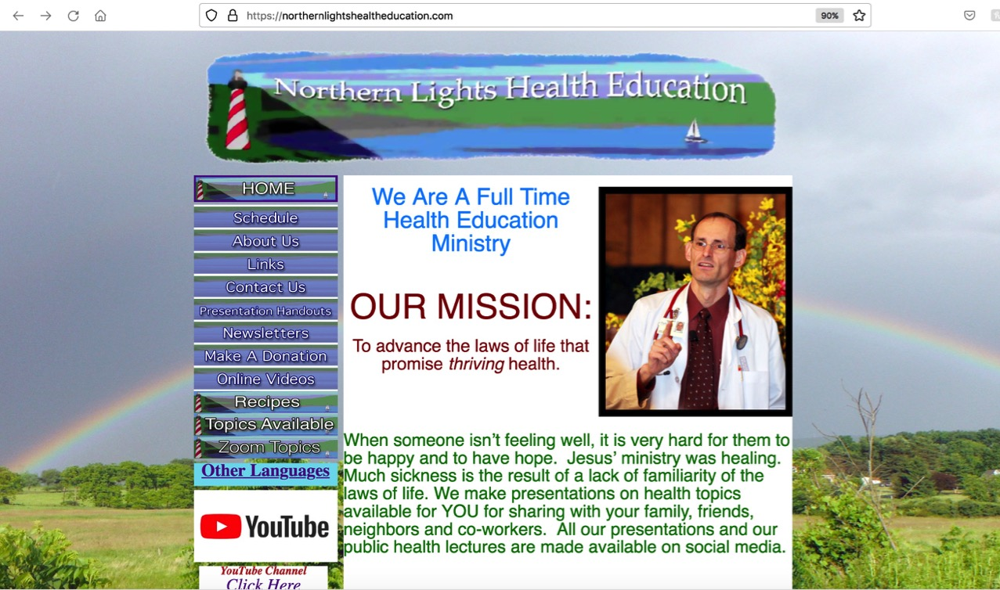 https://northernlightshealtheducation.com
90%
Northern Lights Health Education
HOME
Schedule
About Us
Links
Contact Us
Presentation Handouts
Newsletters
Make A Donation
Online Videos
Recipes
Topics Available
Zoom Topics
Other Languages
YouTube
YouTube Channel
Click Here
We Are A Full Time
Health Education
Ministry
OUR MISSION:
To advance the laws of life that
promise thriving health.
When someone isn’t feeling well, it is very hard for them to
be happy and to have hope.  Jesus’ ministry was healing.
Much sickness is the result of a lack of familiarity of the
laws of life. We make presentations on health topics
available for YOU for sharing with your family, friends,
neighbors and co-workers.  All our presentations and our
public health lectures are made available on social media.